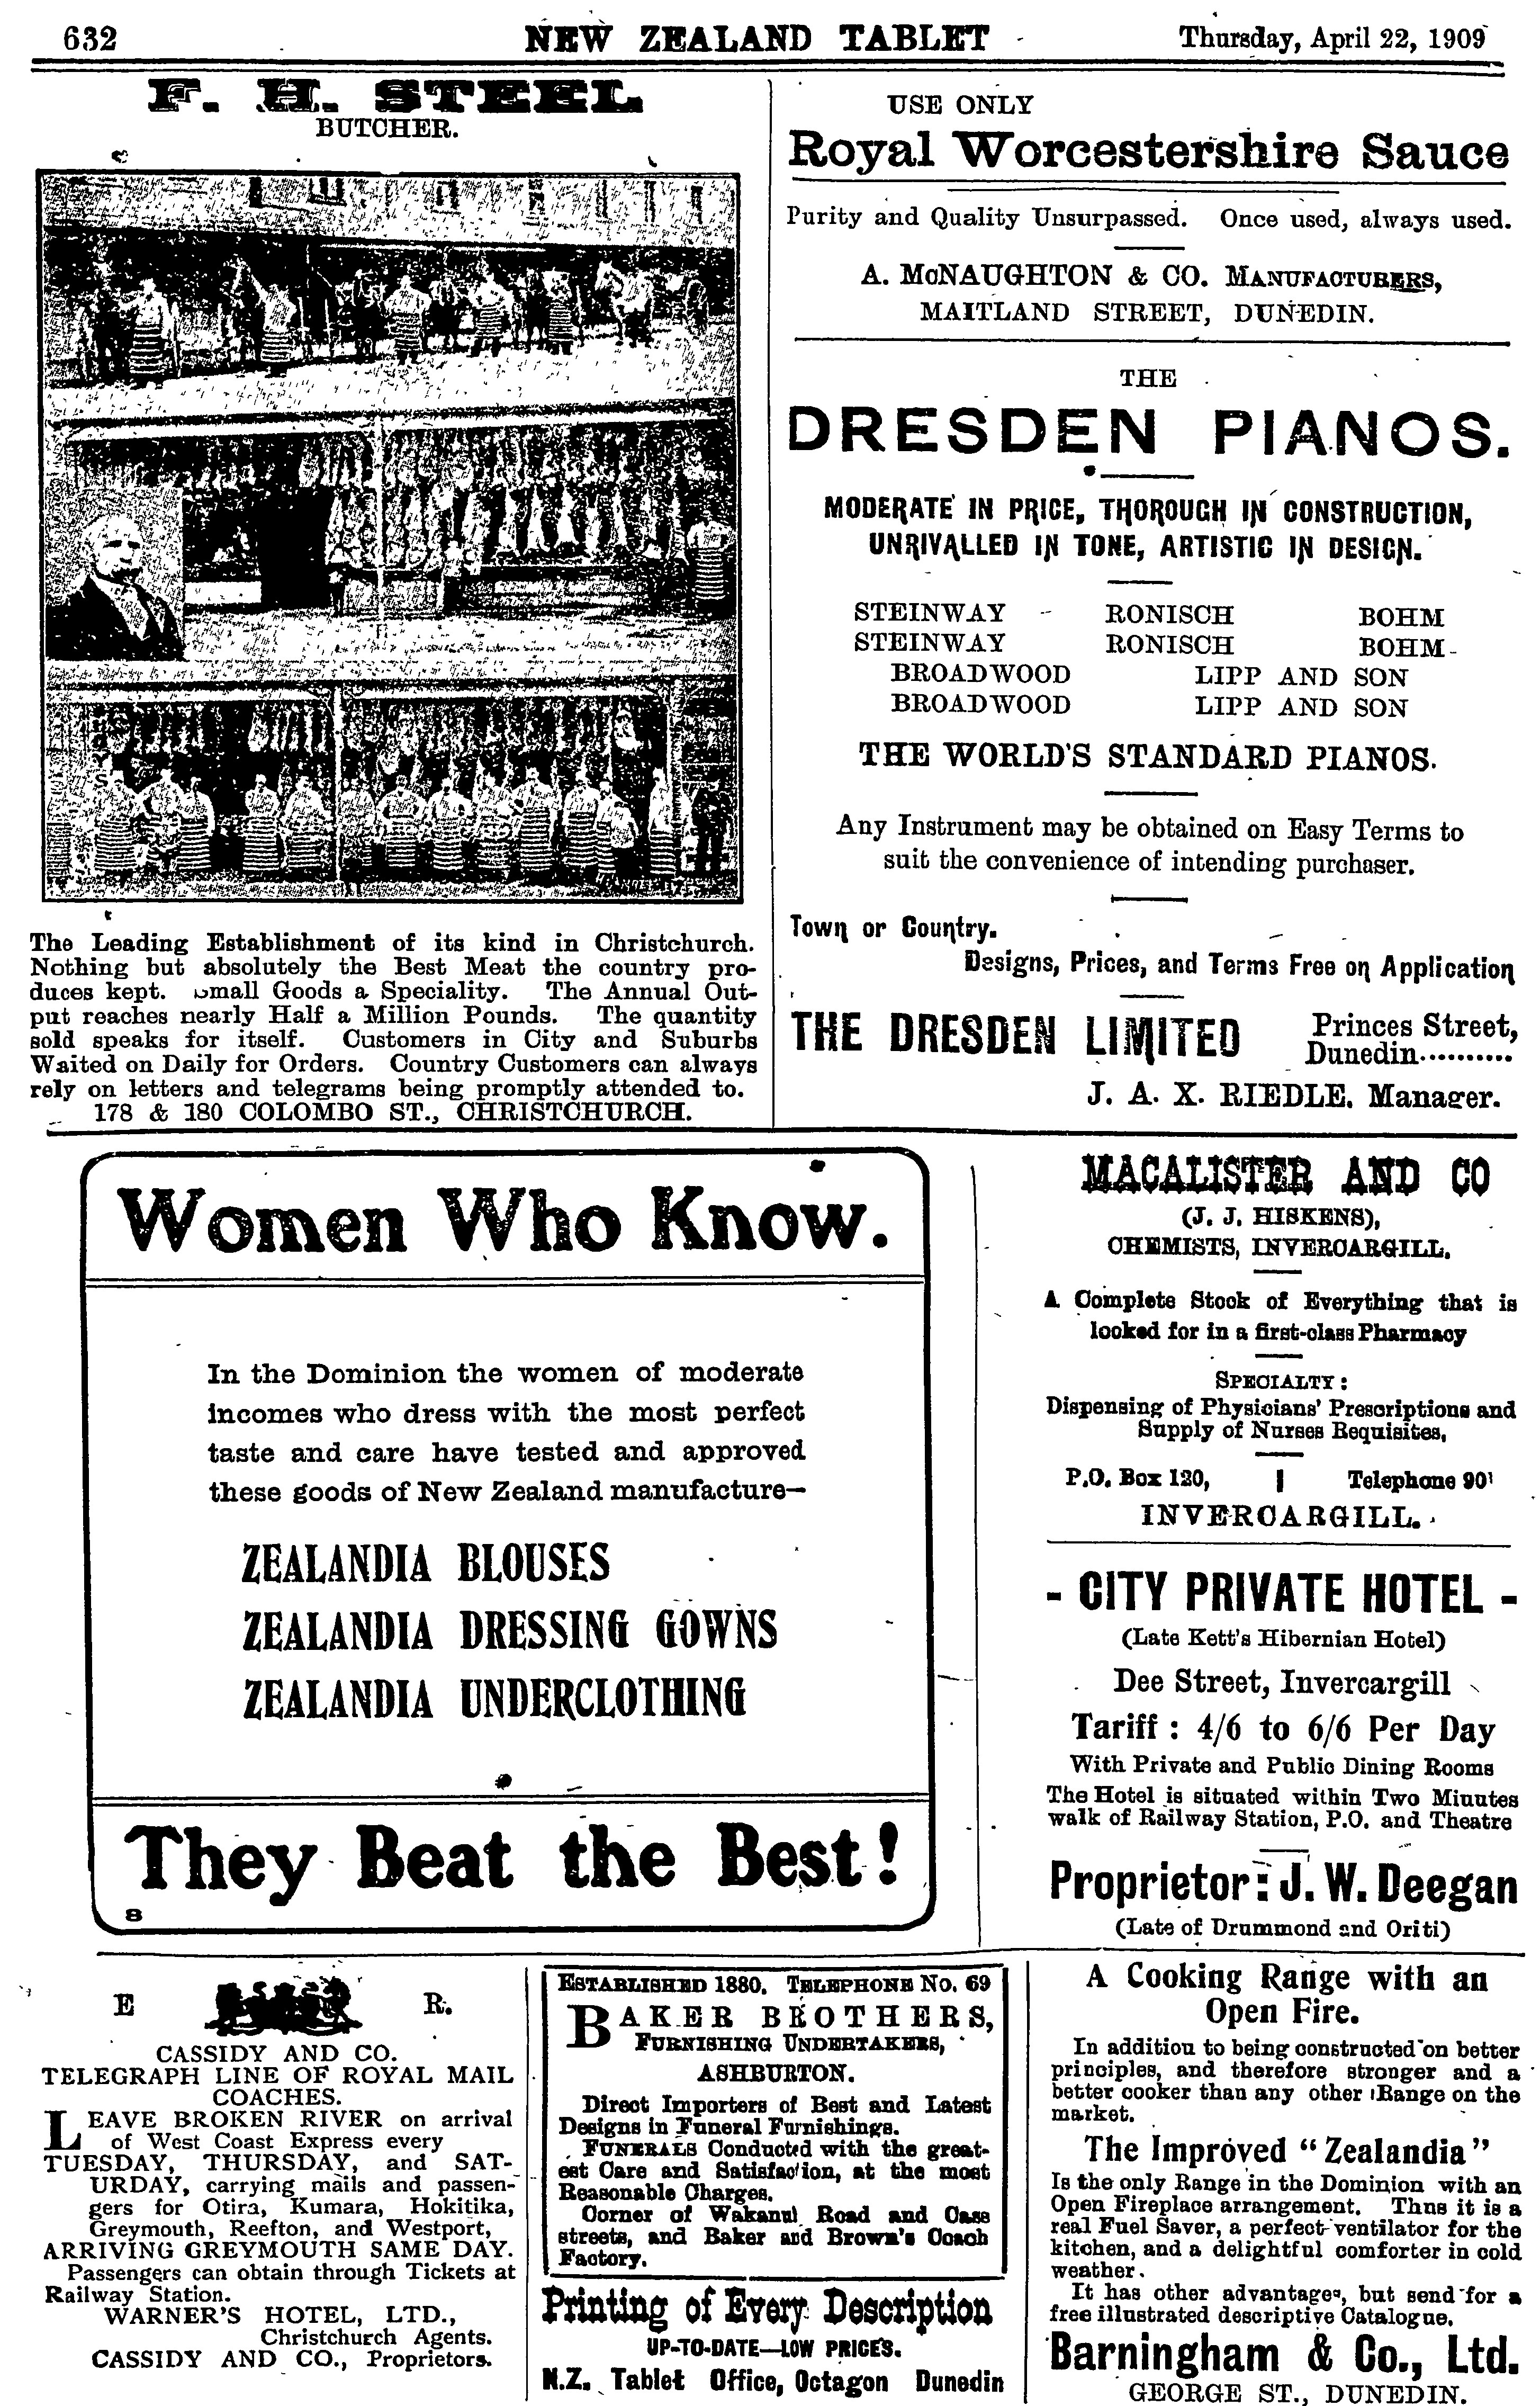 632
NEW ZEALAND TABLET
Thursday, April 22, 1909
F. H. STEEL
BUTCHER.
The Leading Establishment of its kind in Christchurch.
Nothing but absolutely the Best Meat the country pro-
duces kept. Small Goods a Speciality. The Annual Out-
put reaches nearly Half a Million Pounds. The quantity
sold speaks for itself. Customers in City and Suburbs
Waited on Daily for Orders. Country Customers can always
rely on letters and telegrams being promptly attended to.
178 & 180 COLOMBO ST., CHRISTCHURCH.
USE ONLY
Royal Worcestershire Sauce
Purity and Quality Unsurpassed. Once used, always used.
A. McNAUGHTON & CO. MANUFACTURERS,
MAITLAND STREET, DUNEDIN.
THE
DRESDEN PIANOS.
MODERATE IN PRICE, THOROUGH IN CONSTRUCTION,
UNRIVALLED IN TONE, ARTISTIC IN DESIGN.
STEINWAY RONISCH BOHM
STEINWAY RONISCH BOHM
BROADWOOD LIPP AND SON
BROADWOOD LIPP AND SON
THE WORLD'S STANDARD PIANOS.
Any Instrument may be obtained on Easy Terms to
suit the convenience of intending purchaser.
Town or Country.
Designs, Prices, and Terms Free on Application
THE DRESDEN LIMITED
Princes Street,
Dunedin..........
J. A. X. RIEDLE. Manager.
Women Who Know.
In the Dominion the women of moderate
incomes who dress with the most perfect
taste and care have tested and approved
these goods of New Zealand manufacture—
ZEALANDIA BLOUSES
ZEALANDIA DRESSING GOWNS
ZEALANDIA UNDERCLOTHING
They Beat the Best!
8
MACALISTER AND CO
(J. J. HISKENS),
CHEMISTS, INVERCARGILL.
A Complete Stock of Everything that is
looked for in a first-class Pharmacy
SPECIALTY:
Dispensing of Physicians' Prescriptions and
Supply of Nurses Requisites.
P.O. Box 120, | Telephone 901
INVERCARGILL.
- CITY PRIVATE HOTEL -
(Late Kett's Hibernian Hotel)
Dee Street, Invercargill
Tariff: 4/6 to 6/6 Per Day
With Private and Public Dining Rooms
The Hotel is situated within Two Minutes
walk of Railway Station, P.O. and Theatre
Proprietor: J. W. Deegan
(Late of Drummond and Oriti)
E R.
CASSIDY AND CO.
TELEGRAPH LINE OF ROYAL MAIL
COACHES.
LEAVE BROKEN RIVER on arrival
of West Coast Express every
TUESDAY, THURSDAY, and SAT-
URDAY, carrying mails and passen-
gers for Otira, Kumara, Hokitika,
Greymouth, Reefton, and Westport,
ARRIVING GREYMOUTH SAME DAY.
Passengers can obtain through Tickets at
Railway Station.
WARNER'S HOTEL, LTD.,
Christchurch Agents.
CASSIDY AND CO., Proprietors.
ESTABLISHED 1880. TELEPHONE NO. 69
BAKER BROTHERS,
FURNISHING UNDERTAKERS,
ASHBURTON.
Direct Importers of Best and Latest
Designs in Funeral Furnishings.
FUNERALS Conducted with the great-
est Care and Satisfaction, at the most
Reasonable Charges.
Corner of Wakanui Road and Cass
streets, and Baker and Brown's Coach
Factory.
Printing of Every Description
UP-TO-DATE—LOW PRICES.
N.Z. Tablet Office, Octagon Dunedin
A Cooking Range with an
Open Fire.
In addition to being constructed on better
principles, and therefore stronger and a
better cooker than any other Range on the
market.
The Improved "Zealandia"
Is the only Range in the Dominion with an
Open Fireplace arrangement. Thus it is a
real Fuel Saver, a perfect ventilator for the
kitchen, and a delightful comforter in cold
weather.
It has other advantages, but send for a
free illustrated descriptive Catalogue.
Barningham & Co., Ltd.
GEORGE ST., DUNEDIN.